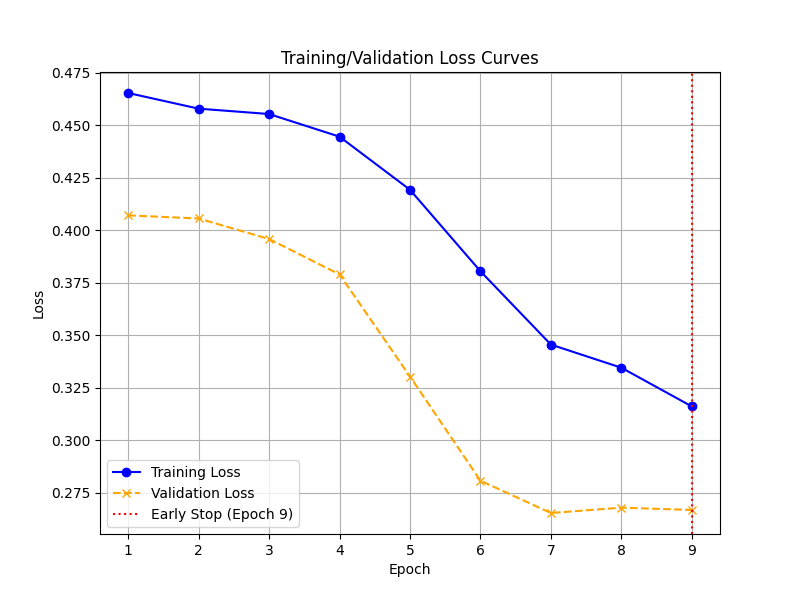 Training/Validation Loss Curves
0.475
0.450
0.425
0.400
0.375
0.350
0.325
0.300
0.275
Loss
Training Loss
Validation Loss
Early Stop (Epoch 9)
1 2 3 4 5 6 7 8 9
Epoch